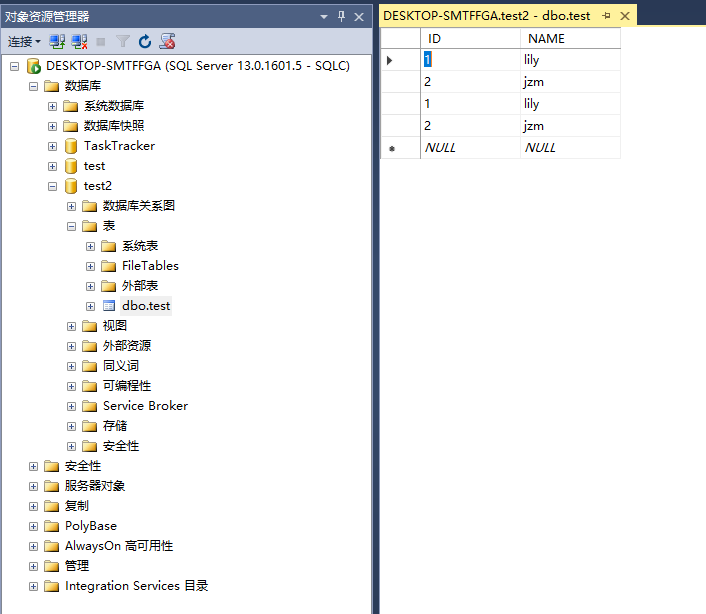 对象资源管理器
连接
DESKTOP-SMTFFGA (SQL Server 13.0.1601.5 - SQLC)
数据库
系统数据库
数据库快照
TaskTracker
test
test2
数据库关系图
表
系统表
FileTables
外部表
dbo.test
视图
外部资源
同义词
可编程性
Service Broker
存储
安全性
安全性
服务器对象
复制
PolyBase
AlwaysOn 高可用性
管理
Integration Services 目录
DESKTOP-SMTFFGA.test2 - dbo.test
ID NAME
1 lily
2 jzm
1 lily
2 jzm
NULL NULL